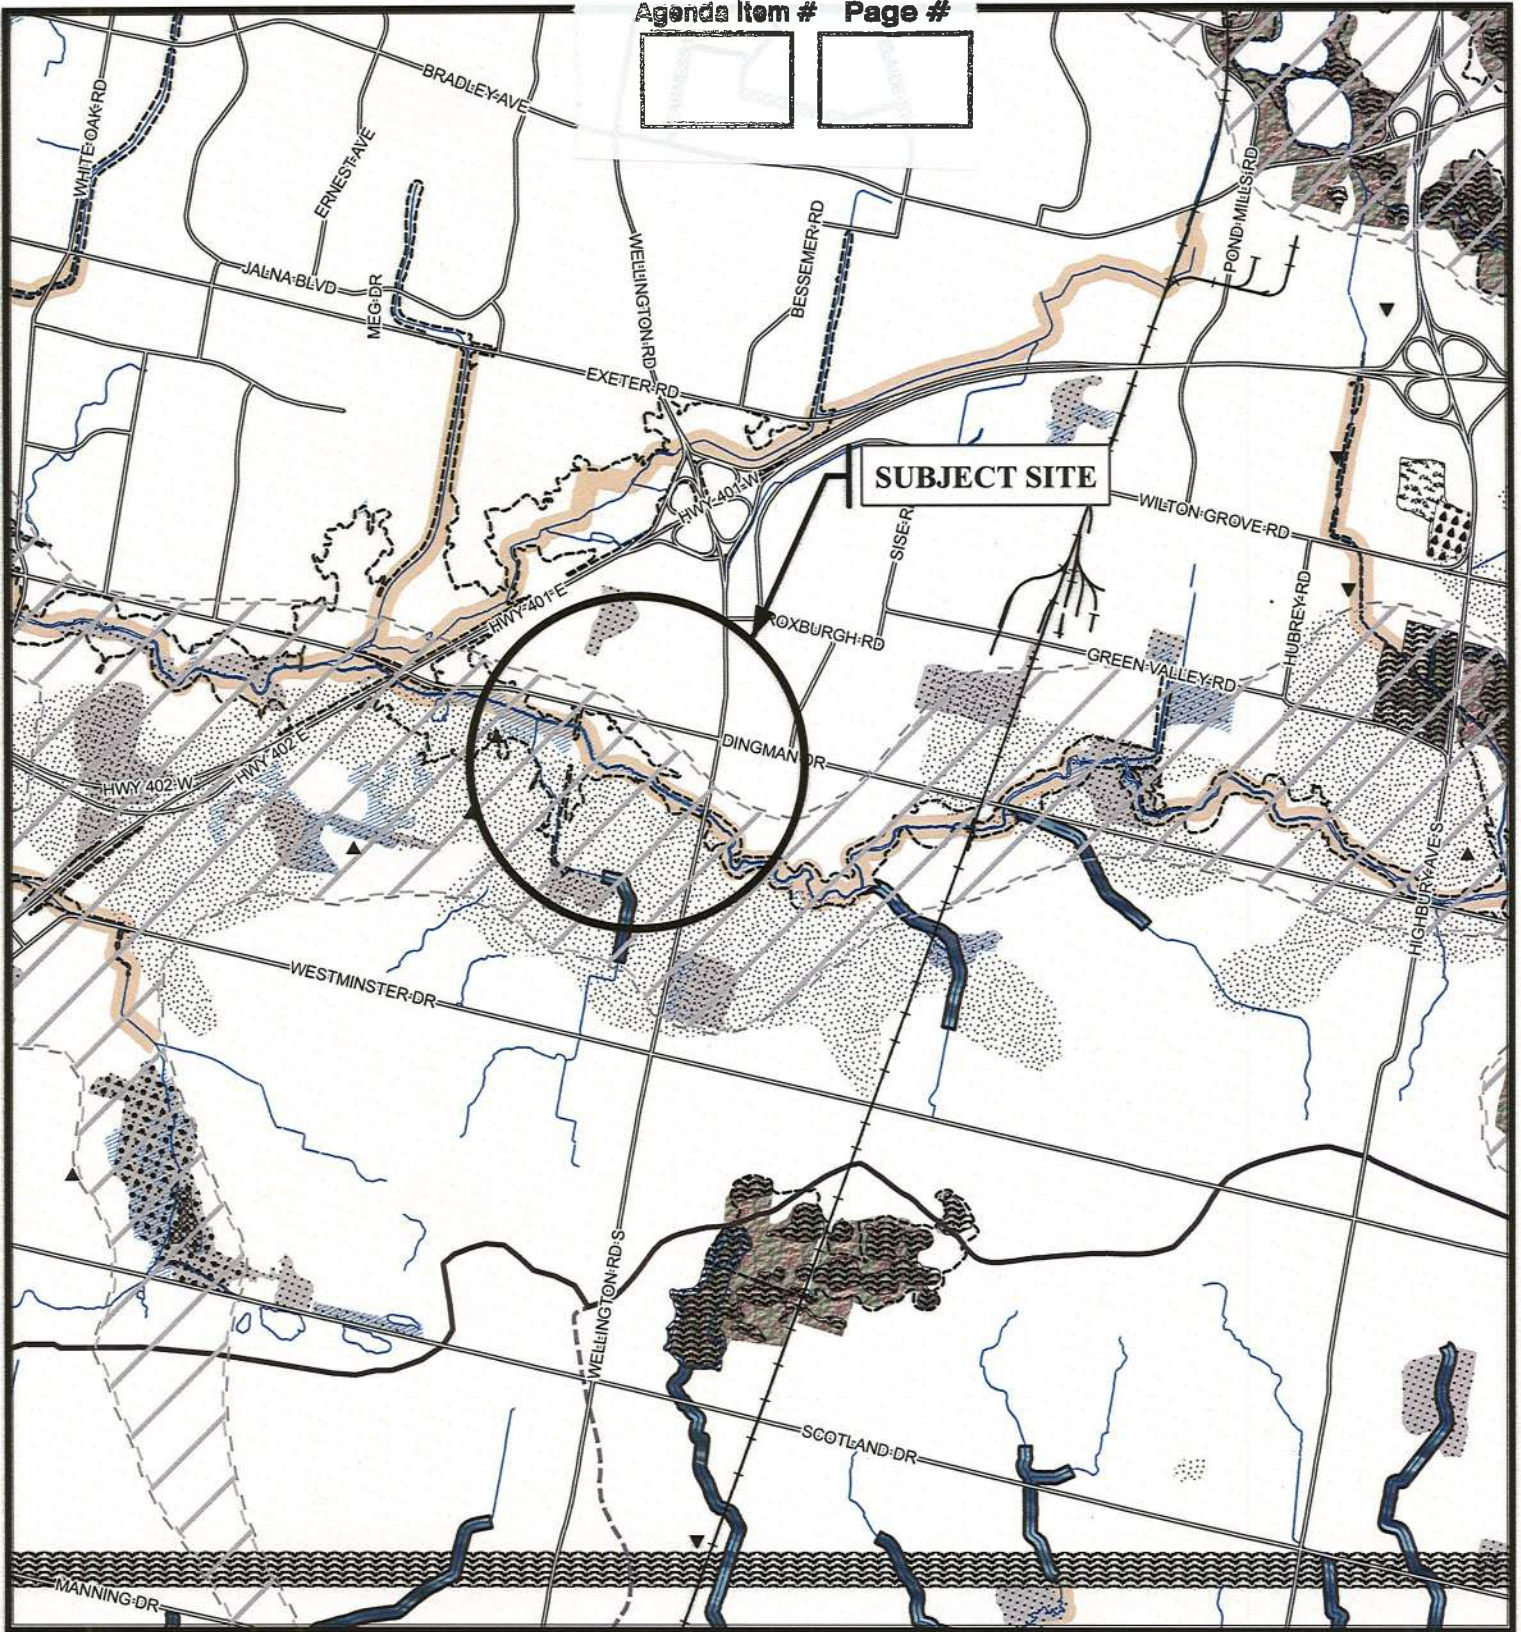 Agenda Item # Page #
BRADLEY AVE
WHITE OAK RD
ERNEST AVE
JALNA BLVD
MEG DR
WELLINGTON RD
BESSEMER RD
POND MILLS RD
EXETER RD
SUBJECT SITE
HWY 401 W
WILTON GROVE RD
HWY 401 E
ROXBURGH RD
HUBREY RD
GREEN VALLEY RD
DINGMAN DR
HWY 402 E
HWY 402 W
HIGHBURY AVE S
WESTMINSTER DR
WELLINGTON RD S
SCOTLAND DR
MANNING DR